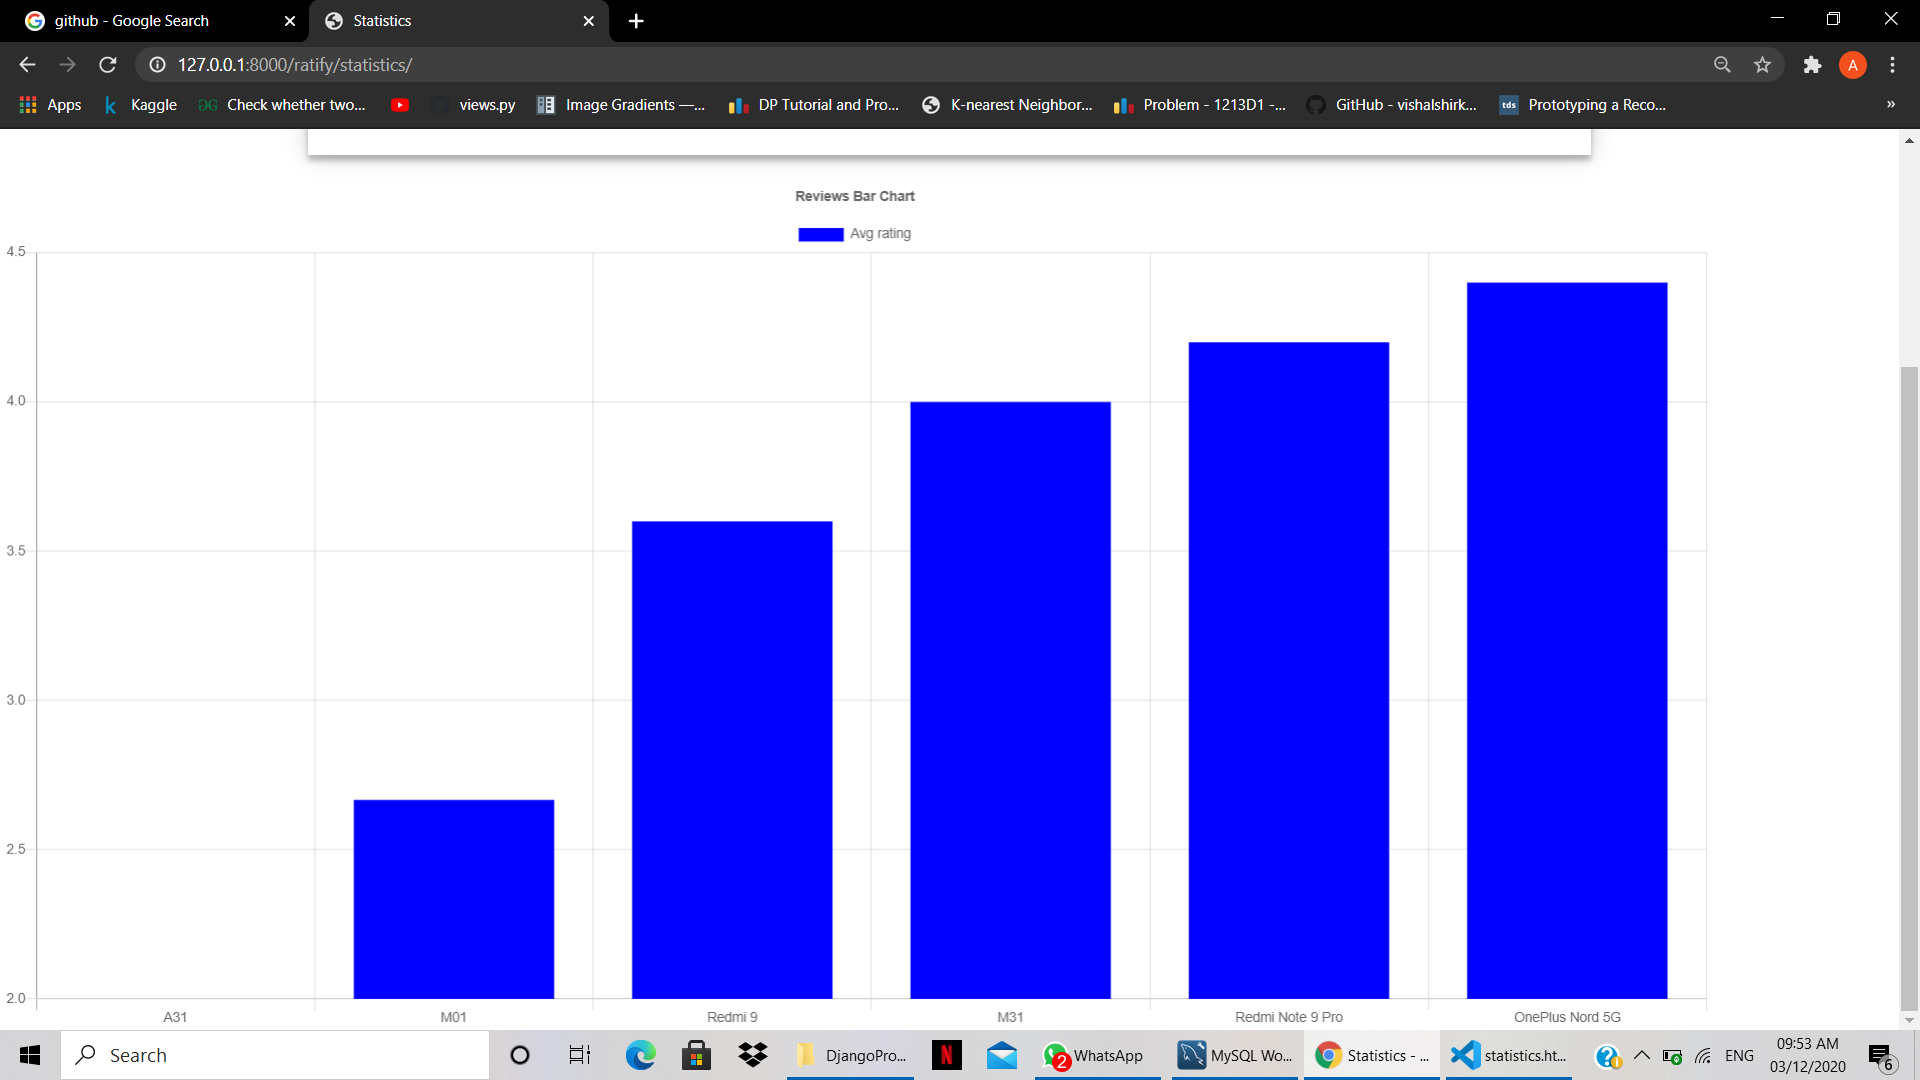 github - Google Search
Statistics
127.0.0.1:8000/ratify/statistics/
A
Apps
Kaggle
Check whether two...
views.py
Image Gradients —...
DP Tutorial and Pro...
K-nearest Neighbor...
Problem - 1213D1 -...
GitHub - vishalshirk...
tds
Prototyping a Reco...
»
Reviews Bar Chart
Avg rating
4.5
4.0
3.5
3.0
2.5
2.0
A31
M01
Redmi 9
M31
Redmi Note 9 Pro
OnePlus Nord 5G
Search
DjangoPro...
N
2
WhatsApp
MySQL Wo...
Statistics - ...
statistics.ht...
ENG
09:53 AM
03/12/2020
6